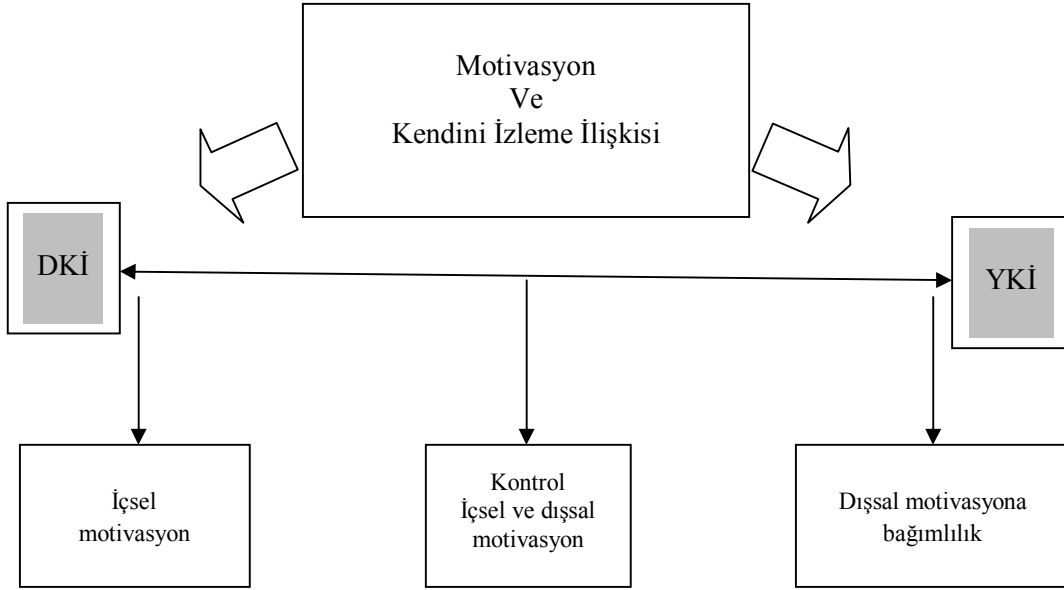 Motivasyon
Ve
Kendini İzleme İlişkisi
DKİ
YKİ
İçsel
motivasyon
Kontrol
İçsel ve dışsal
motivasyon
Dışsal motivasyona
bağımlılık